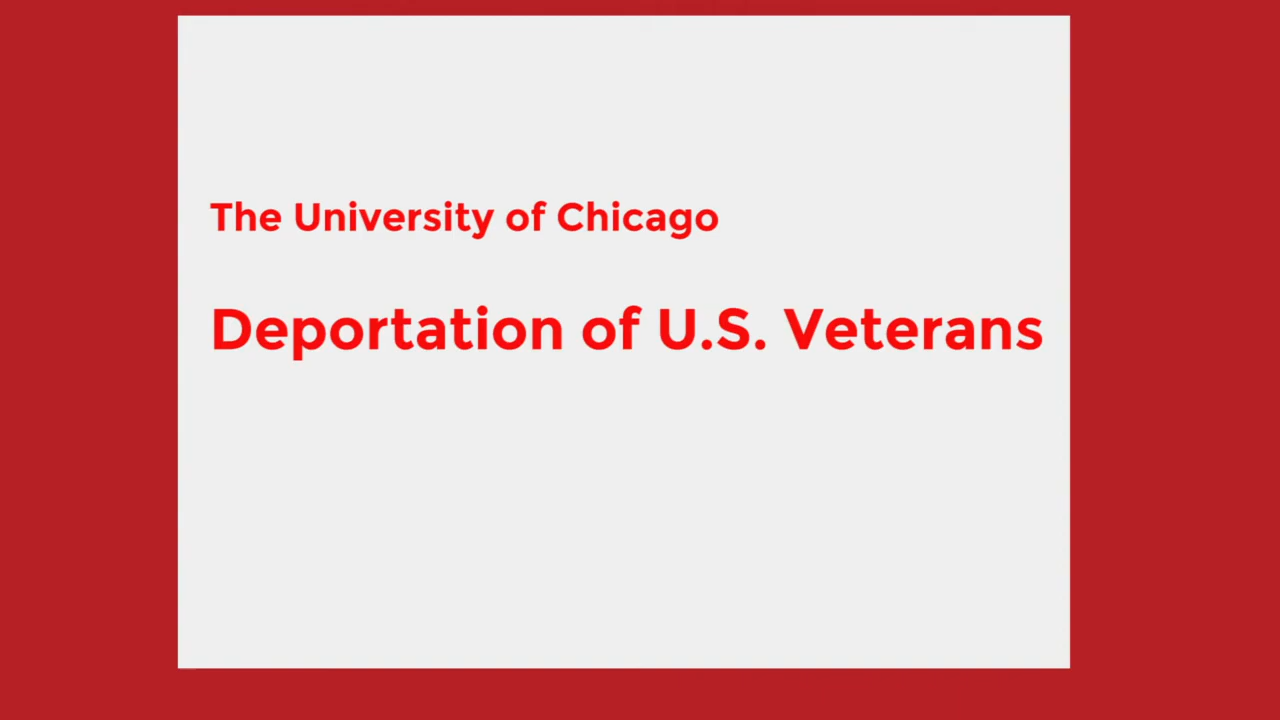 The University of Chicago
Deportation of U.S. Veterans